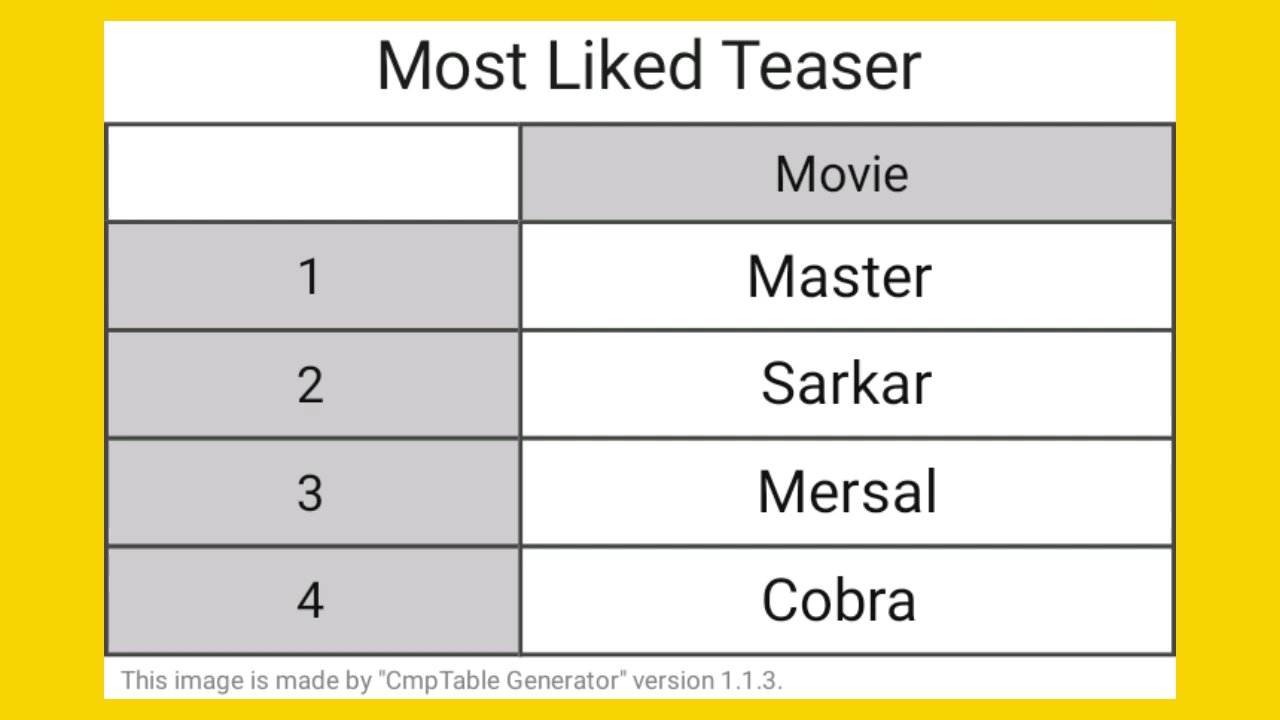 Most Liked Teaser
Movie
1 Master
2 Sarkar
3 Mersal
4 Cobra
This image is made by "CmpTable Generator" version 1.1.3.